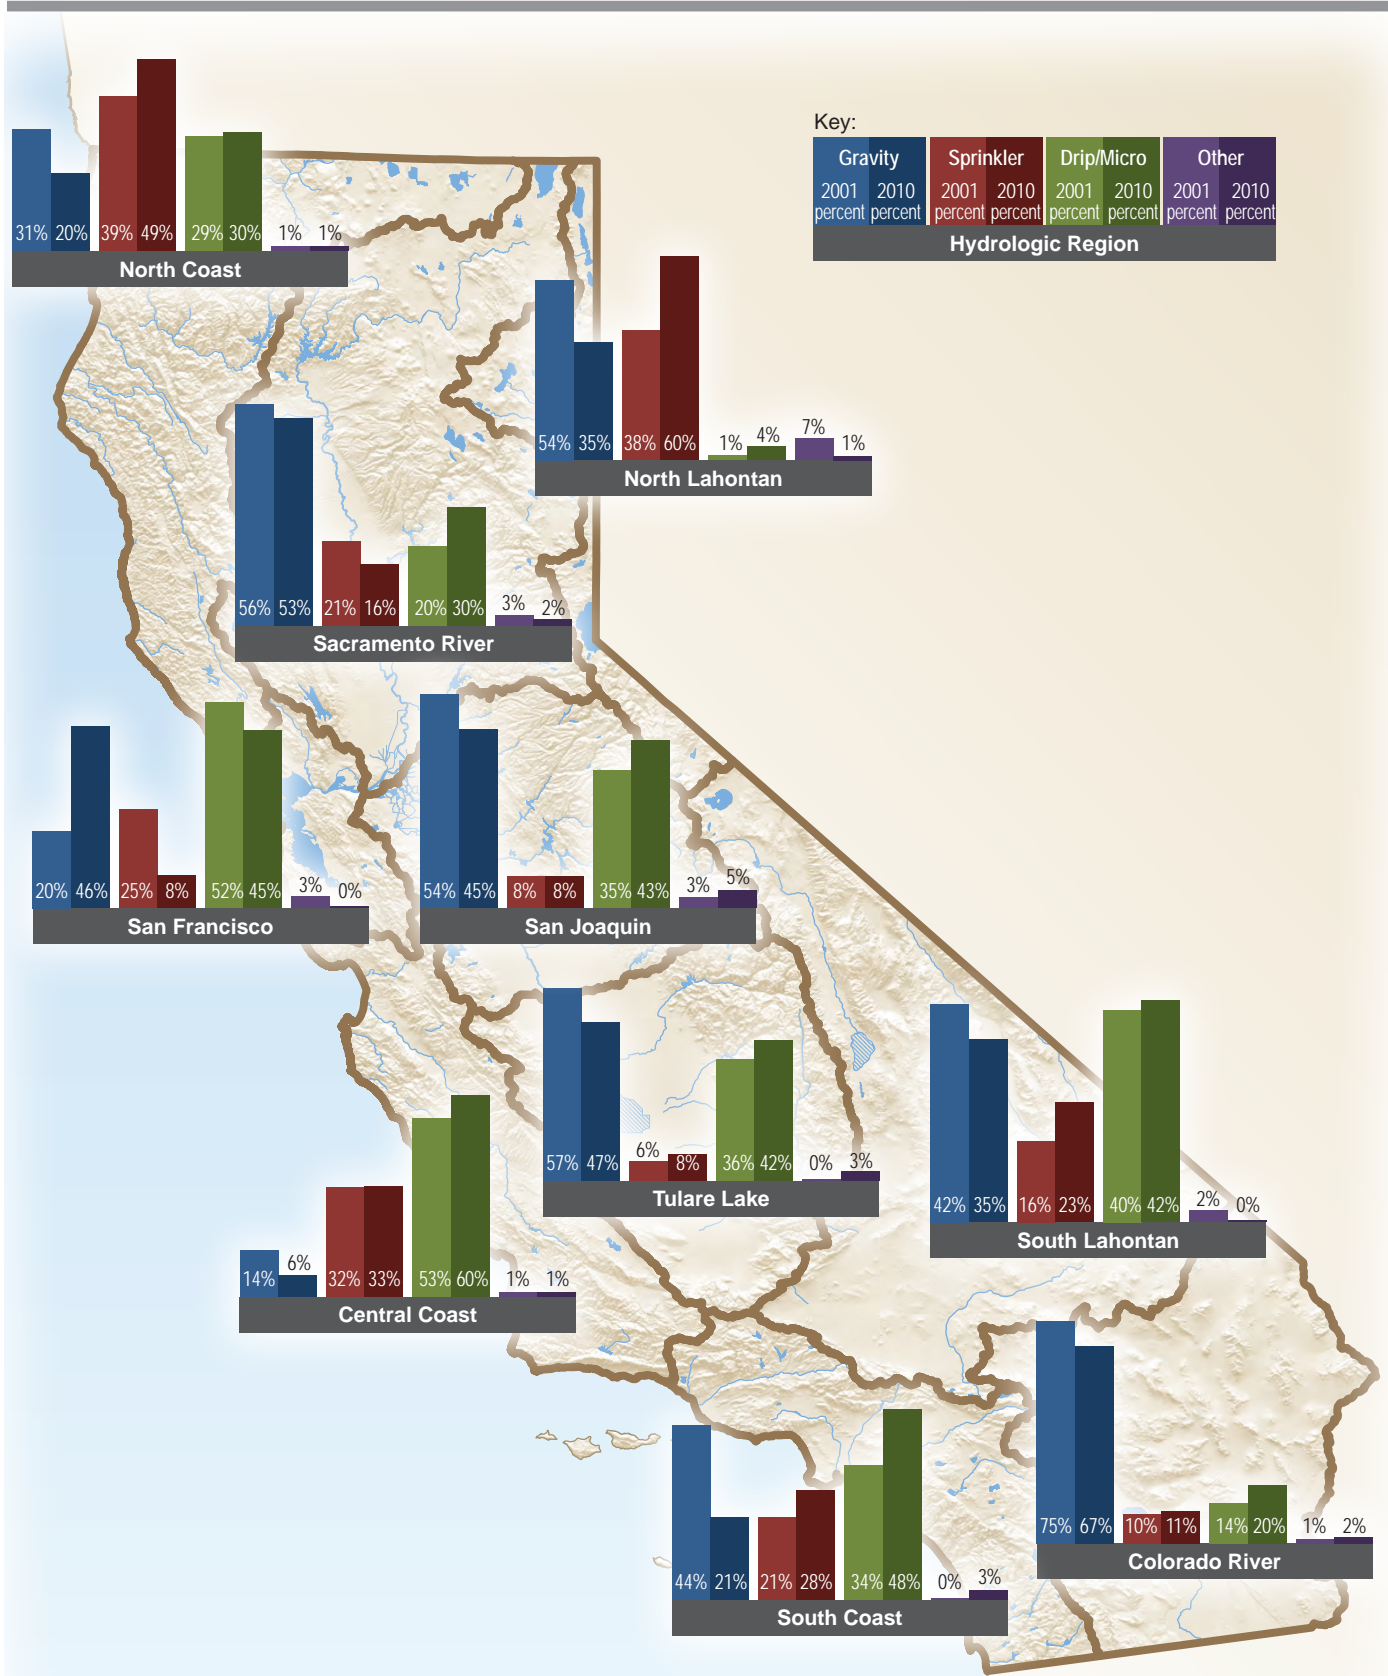 Key:
Gravity Sprinkler Drip/Micro Other
2001 2010 2001 2010 2001 2010 2001 2010
percent percent percent percent percent percent percent percent
Hydrologic Region
31% 20% 39% 49% 29% 30% 1% 1%
North Coast
54% 35% 38% 60% 1% 4% 7% 1%
North Lahontan
56% 53% 21% 16% 20% 30% 3% 2%
Sacramento River
20% 46% 25% 8% 52% 45% 3% 0%
San Francisco
54% 45% 8% 8% 35% 43% 3% 5%
San Joaquin
57% 47% 6% 8% 36% 42% 0% 3%
Tulare Lake
42% 35% 16% 23% 40% 42% 2% 0%
South Lahontan
14% 6% 32% 33% 53% 60% 1% 1%
Central Coast
75% 67% 10% 11% 14% 20% 1% 2%
Colorado River
44% 21% 21% 28% 34% 48% 0% 3%
South Coast